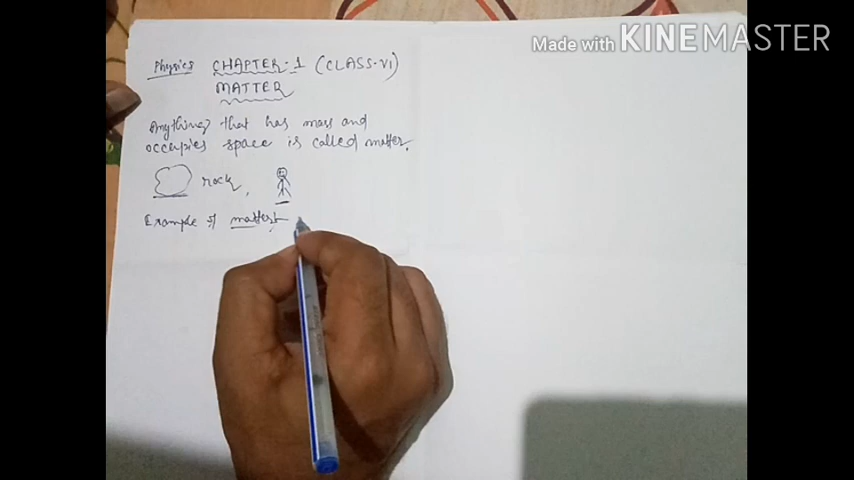 Made with KINEMASTER
Physics CHAPTER-1 (CLASS-VI)
MATTER
Anything that has mass and
occupies space is called matter.
rock,
Example of matter:-